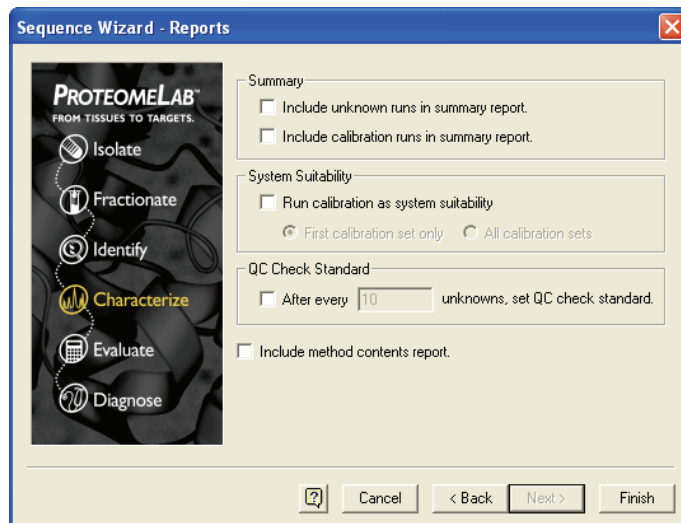 Sequence Wizard - Reports
PROTEOMELAB™
FROM TISSUES TO TARGETS.
Isolate
Fractionate
Identify
Characterize
Evaluate
Diagnose
Summary
Include unknown runs in summary report.
Include calibration runs in summary report.
System Suitability
Run calibration as system suitability
First calibration set only All calibration sets
QC Check Standard
After every 10 unknowns, set QC check standard.
Include method contents report.
? Cancel < Back Next > Finish